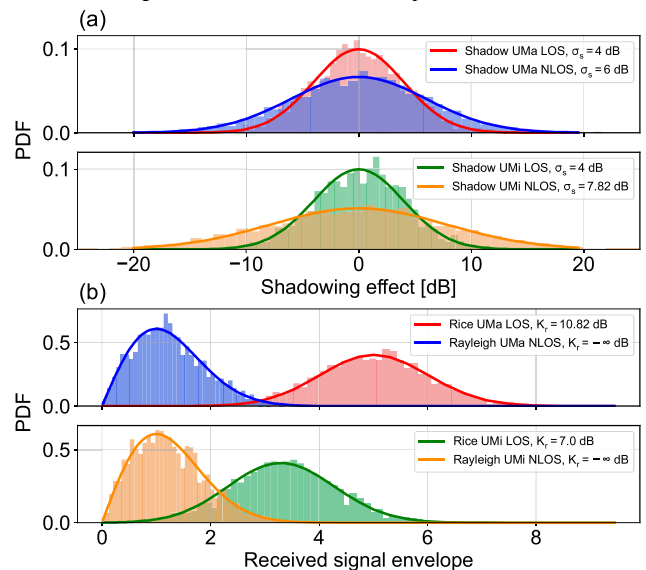 (a)
0.1
0.0
Shadow UMa LOS, σs = 4 dB
Shadow UMa NLOS, σs = 6 dB
PDF
0.1
0.0
Shadow UMi LOS, σs = 4 dB
Shadow UMi NLOS, σs = 7.82 dB
−20 −10 0 10 20
Shadowing effect [dB]
(b)
0.5
0.0
Rice UMa LOS, Kr = 10.82 dB
Rayleigh UMa NLOS, Kr = −∞ dB
PDF
0.5
0.0
Rice UMi LOS, Kr = 7.0 dB
Rayleigh UMi NLOS, Kr = −∞ dB
0 2 4 6 8
Received signal envelope